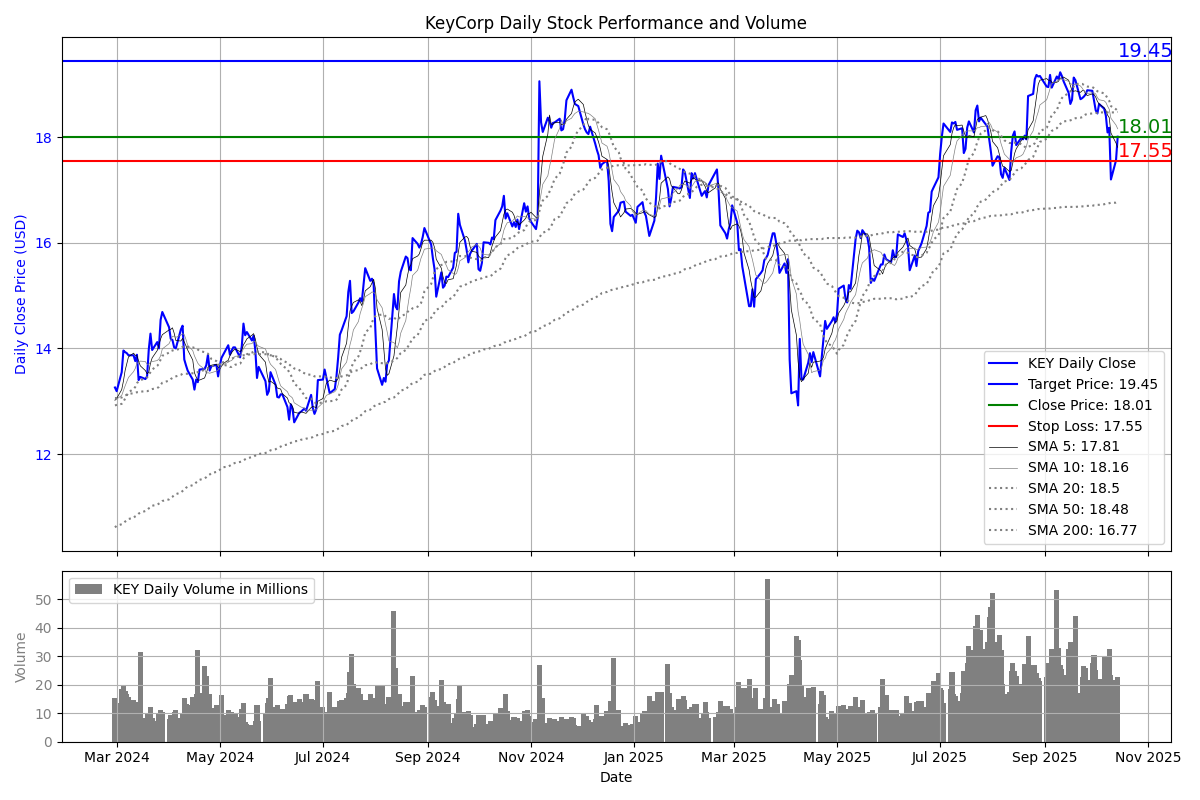 KeyCorp Daily Stock Performance and Volume
Daily Close Price (USD)
18
16
14
12
19.45
18.01
17.55
KEY Daily Close
Target Price: 19.45
Close Price: 18.01
Stop Loss: 17.55
SMA 5: 17.81
SMA 10: 18.16
SMA 20: 18.5
SMA 50: 18.48
SMA 200: 16.77
KEY Daily Volume in Millions
Volume
50
40
30
20
10
0
Mar 2024 May 2024 Jul 2024 Sep 2024 Nov 2024 Jan 2025 Mar 2025 May 2025 Jul 2025 Sep 2025 Nov 2025
Date